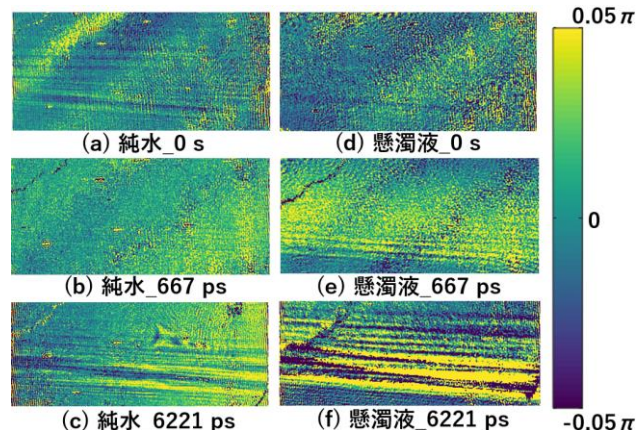 0.05π
(a) 純水_0 s
(d) 懸濁液_0 s
0
(b) 純水_667 ps
(e) 懸濁液_667 ps
(c) 純水_6221 ps
(f) 懸濁液_6221 ps
-0.05π